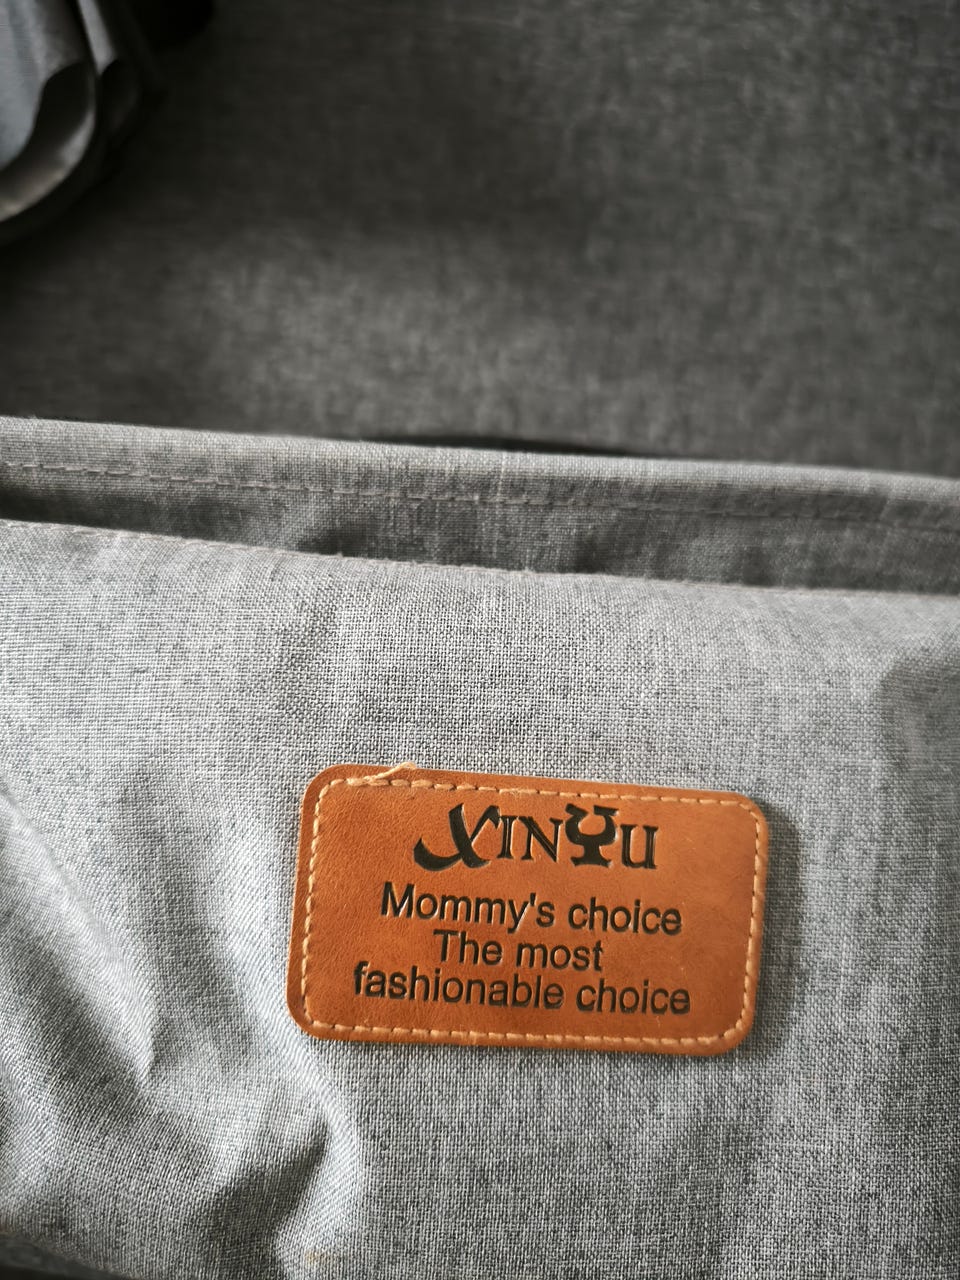 XINYU
Mommy's choice
The most
fashionable choice